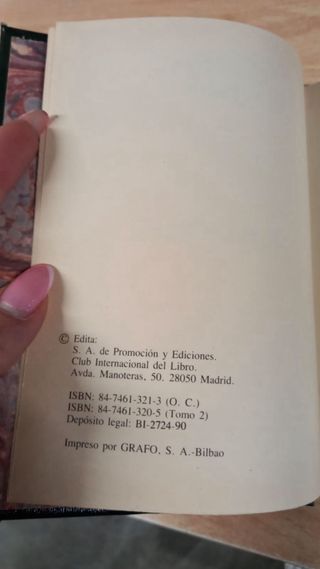 © Edita:
S. A. de Promoción y Ediciones.
Club Internacional del Libro.
Avda. Manoteras, 50. 28050 Madrid.
ISBN: 84-7461-321-3 (O. C.)
ISBN: 84-7461-320-5 (Tomo 2)
Depósito legal: BI-2724-90
Impreso por GRAFO, S. A.-Bilbao